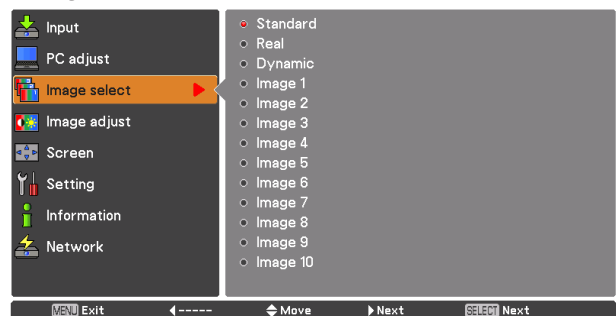 Input
PC adjust
Image select
Image adjust
Screen
Setting
Information
Network
Standard
Real
Dynamic
Image 1
Image 2
Image 3
Image 4
Image 5
Image 6
Image 7
Image 8
Image 9
Image 10
MENU Exit ----- Move Next SELECT Next